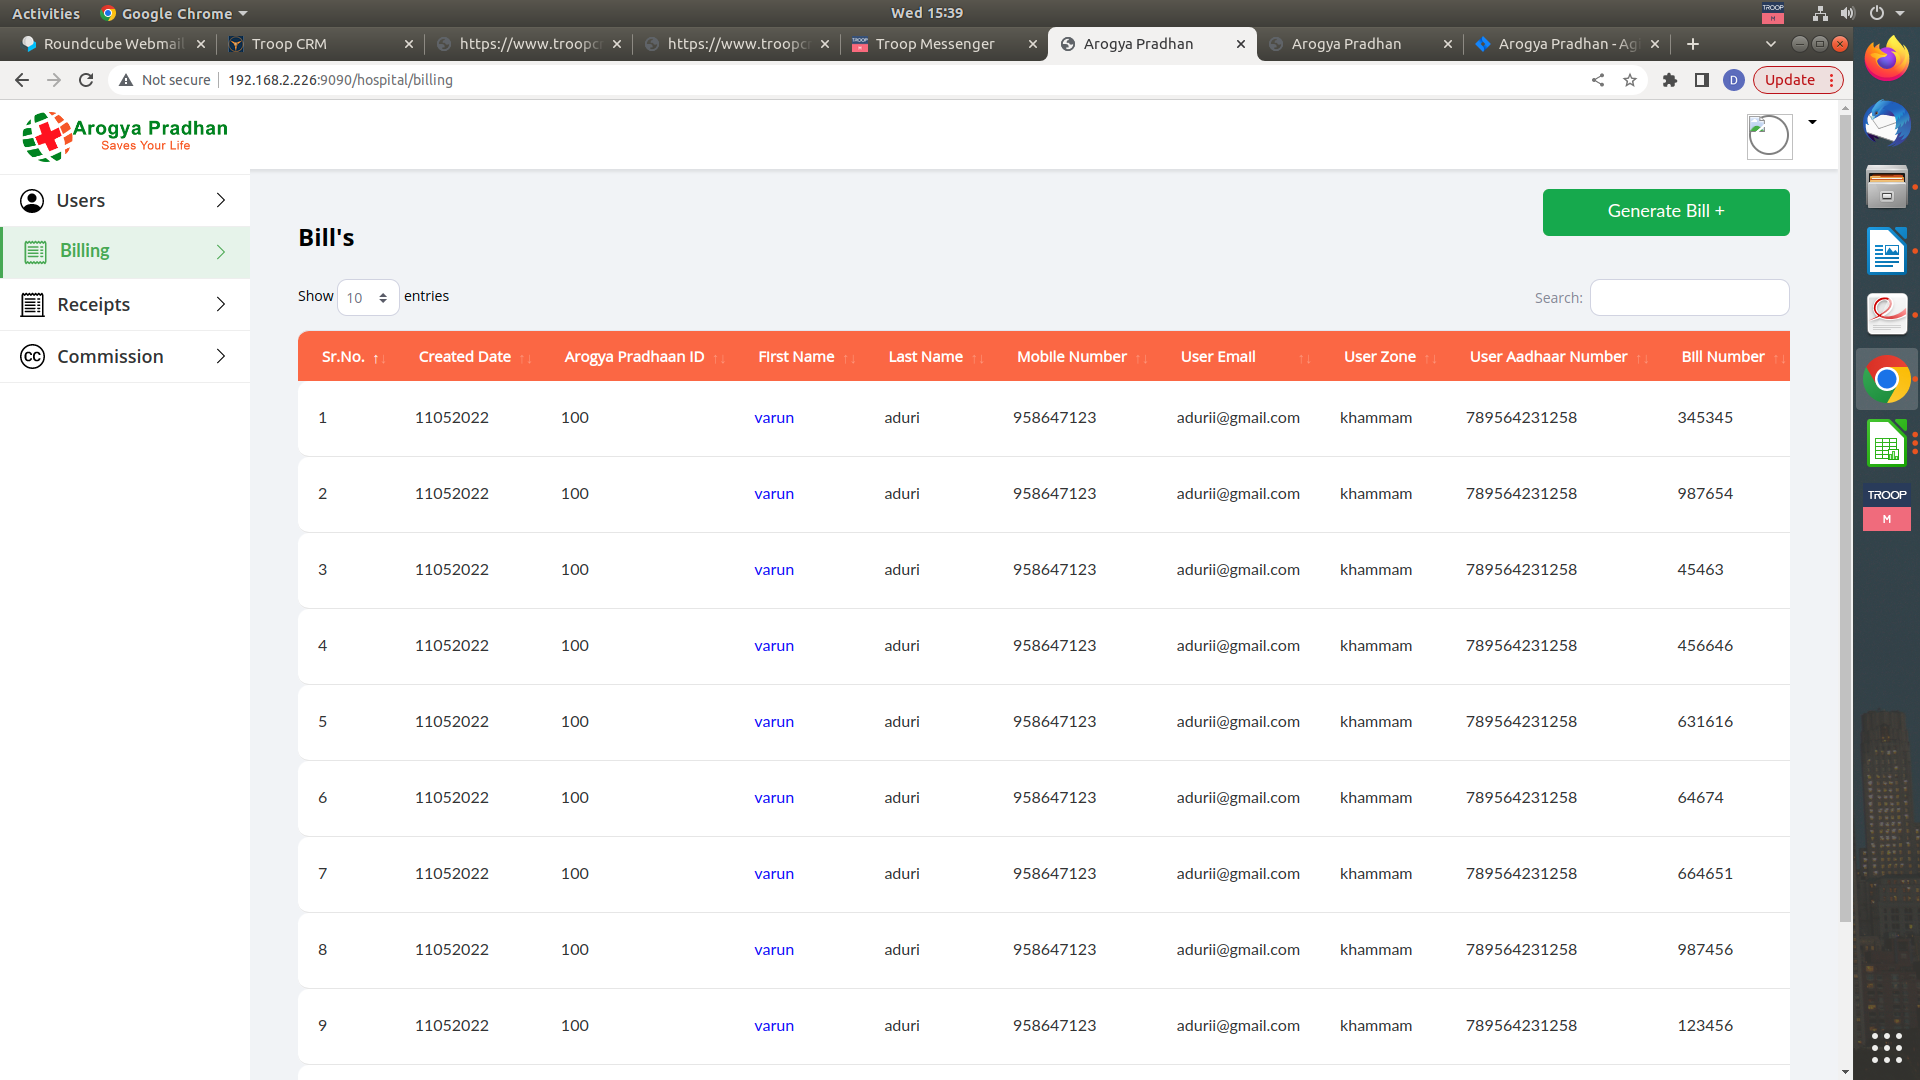 Activities Google Chrome Wed 15:39 TROOP M
Roundcube Webmail Troop CRM https://www.troopcr https://www.troopcr Troop Messenger Arogya Pradhan Arogya Pradhan Arogya Pradhan - Ag
Not secure 192.168.2.226:9090/hospital/billing D Update
Arogya Pradhan
Saves Your Life
Users
Billing
Receipts
CC Commission
Generate Bill +
Bill's
Show 10 entries Search:
Sr.No. Created Date Arogya Pradhaan ID First Name Last Name Mobile Number User Email User Zone User Aadhaar Number Bill Number
1 11052022 100 varun aduri 958647123 adurii@gmail.com khammam 789564231258 345345
2 11052022 100 varun aduri 958647123 adurii@gmail.com khammam 789564231258 987654
3 11052022 100 varun aduri 958647123 adurii@gmail.com khammam 789564231258 45463
4 11052022 100 varun aduri 958647123 adurii@gmail.com khammam 789564231258 456646
5 11052022 100 varun aduri 958647123 adurii@gmail.com khammam 789564231258 631616
6 11052022 100 varun aduri 958647123 adurii@gmail.com khammam 789564231258 64674
7 11052022 100 varun aduri 958647123 adurii@gmail.com khammam 789564231258 664651
8 11052022 100 varun aduri 958647123 adurii@gmail.com khammam 789564231258 987456
9 11052022 100 varun aduri 958647123 adurii@gmail.com khammam 789564231258 123456
TROOP
M